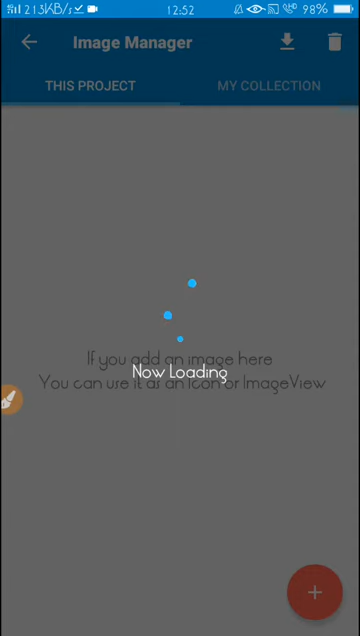 213KB/s 12:52 98%
Image Manager
THIS PROJECT MY COLLECTION
If you add an image here
Now Loading
You can use it as an Icon or ImageView